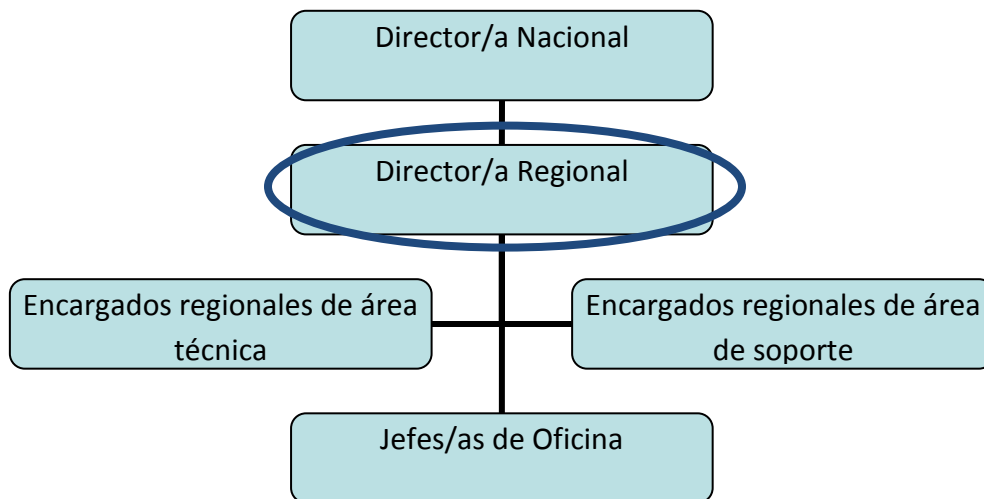 Director/a Nacional
Director/a Regional
Encargados regionales de área
técnica
Encargados regionales de área
de soporte
Jefes/as de Oficina